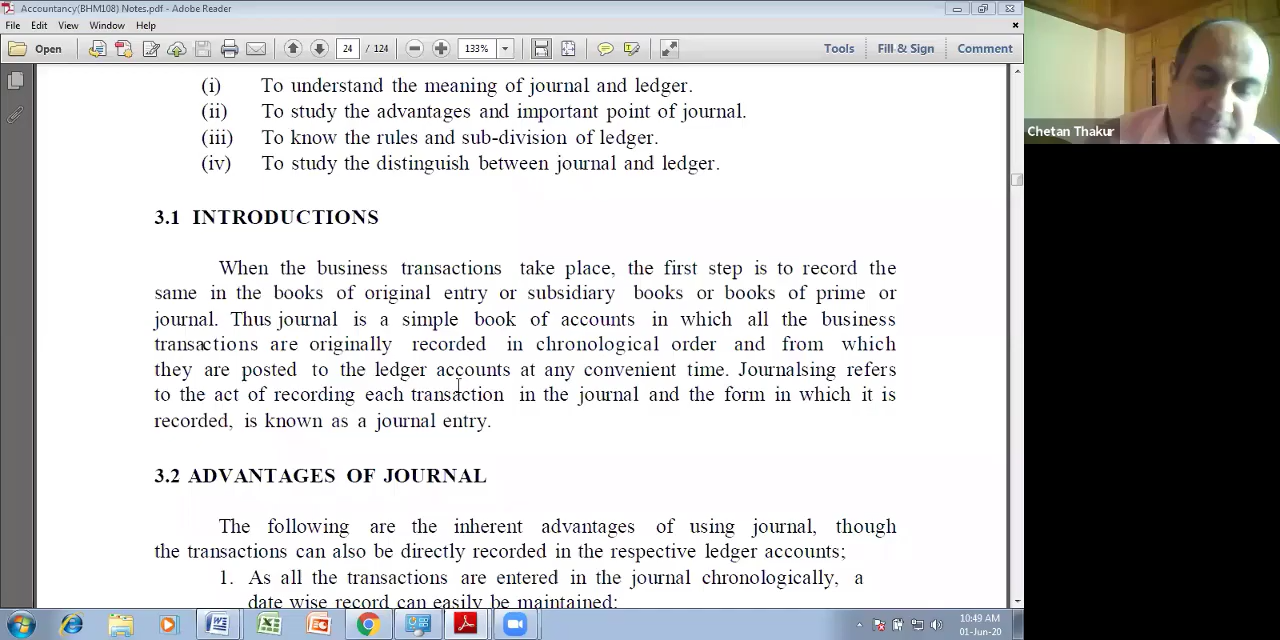 Accountancy(BHM108) Notes.pdf - Adobe Reader
File Edit View Window Help
Open 24 / 124 133% Tools Fill & Sign Comment
(i) To understand the meaning of journal and ledger.
(ii) To study the advantages and important point of journal.
(iii) To know the rules and sub-division of ledger.
(iv) To study the distinguish between journal and ledger.
3.1 INTRODUCTIONS
When the business transactions take place, the first step is to record the
same in the books of original entry or subsidiary books or books of prime or
journal. Thus journal is a simple book of accounts in which all the business
transactions are originally recorded in chronological order and from which
they are posted to the ledger accounts at any convenient time. Journalsing refers
to the act of recording each transaction in the journal and the form in which it is
recorded, is known as a journal entry.
3.2 ADVANTAGES OF JOURNAL
The following are the inherent advantages of using journal, though
the transactions can also be directly recorded in the respective ledger accounts;
1. As all the transactions are entered in the journal chronologically, a
date wise record can easily be maintained;
Chetan Thakur
10:49 AM
01-Jun-20